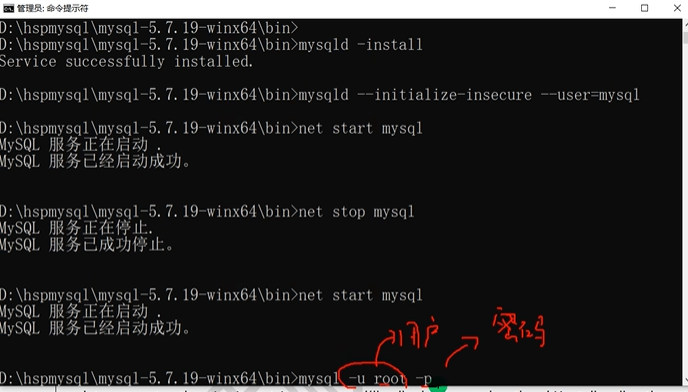 管理员: 命令提示符
D:\hspmysql\mysql-5.7.19-winx64\bin>
D:\hspmysql\mysql-5.7.19-winx64\bin>mysqld -install
Service successfully installed.
D:\hspmysql\mysql-5.7.19-winx64\bin>mysqld --initialize-insecure --user=mysql
D:\hspmysql\mysql-5.7.19-winx64\bin>net start mysql
MySQL 服务正在启动 .
MySQL 服务已经启动成功。
D:\hspmysql\mysql-5.7.19-winx64\bin>net stop mysql
MySQL 服务正在停止.
MySQL 服务已成功停止。
D:\hspmysql\mysql-5.7.19-winx64\bin>net start mysql
MySQL 服务正在启动 .
MySQL 服务已经启动成功。
用户
密码
D:\hspmysql\mysql-5.7.19-winx64\bin>mysql -u root -p